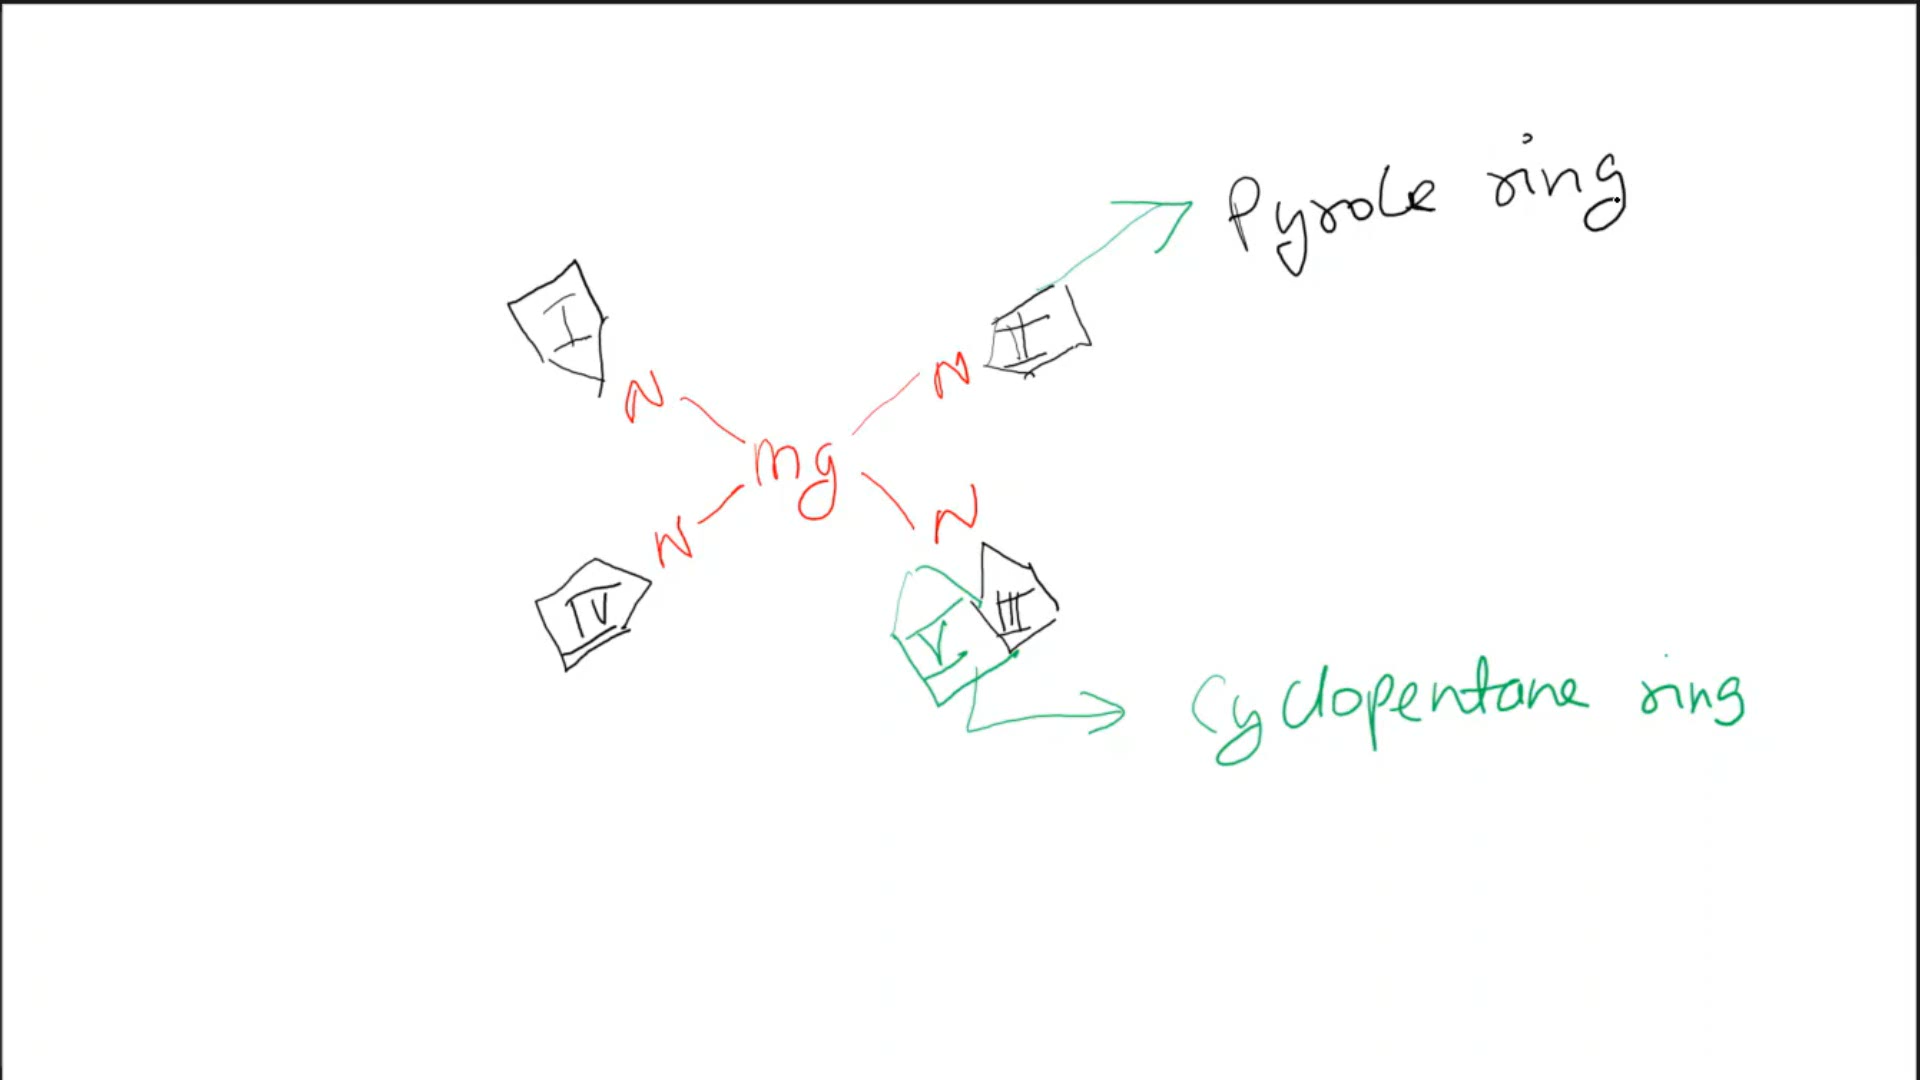 Pyrole ring
I
II
N
N
mg
N
N
IV
III
V
Cyclopentane ring